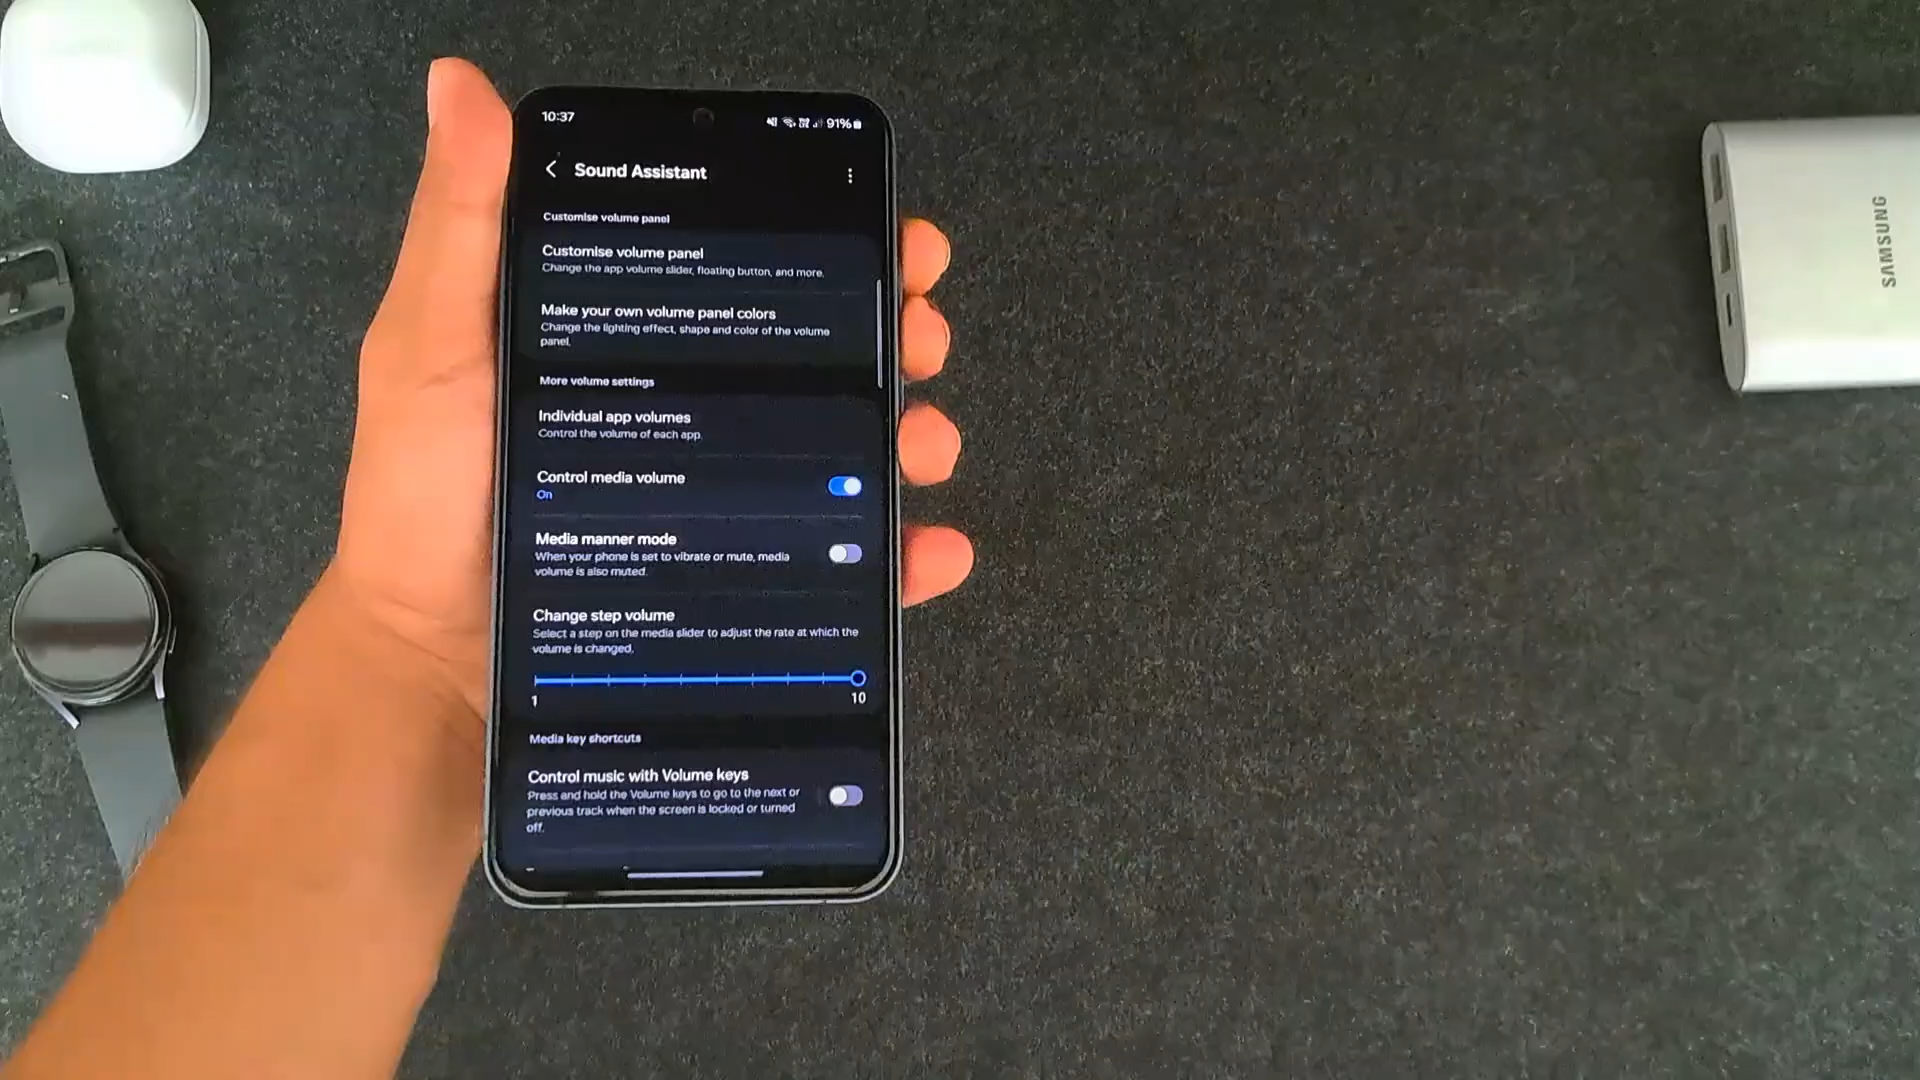 10:37
91%
Sound Assistant
Customise volume panel
Customise volume panel
Change the app volume slider, floating button, and more.
Make your own volume panel colors
Change the lighting effect, shape and color of the volume
panel.
More volume settings
Individual app volumes
Control the volume of each app.
Control media volume
On
Media manner mode
When your phone is set to vibrate or mute, media
volume is also muted.
Change step volume
Select a step on the media slider to adjust the rate at which the
volume is changed.
1
10
Media key shortcuts
Control music with Volume keys
Press and hold the Volume keys to go to the next or
previous track when the screen is locked or turned
off.
SAMSUNG